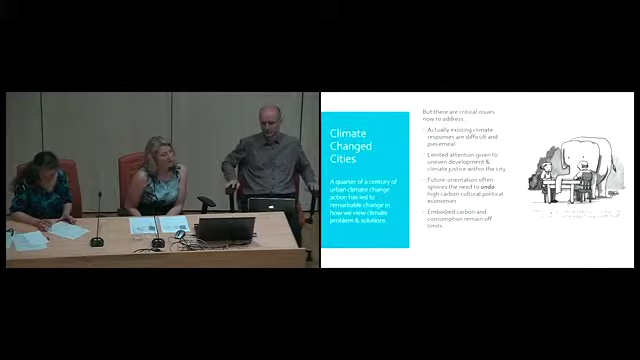 Climate
Changed
Cities
A quarter of a century of
urban climate change
action has led to
remarkable change in
how we view climate
problem & solutions.
But there are critical issues
now to address:
Actually existing climate
responses are difficult and
piecemeal
Limited attention given to
uneven development &
climate justice within the city
Future orientation often
ignores the need to undo
high carbon cultural political
economies
Embodied carbon and
consumption remain off
limits